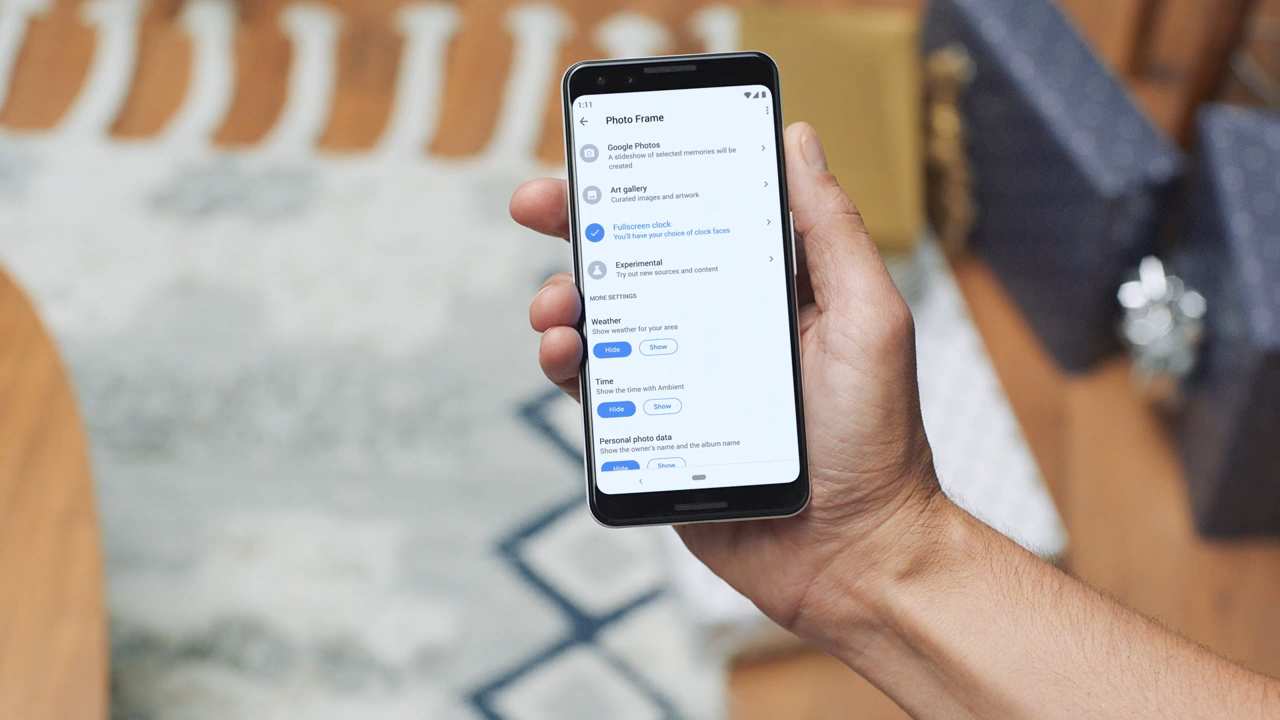 1:11
Photo Frame
Google Photos
A slideshow of selected memories will be
created
Art gallery
Curated images and artwork
Fullscreen clock
You'll have your choice of clock faces
Experimental
Try out new sources and content
MORE SETTINGS
Weather
Show weather for your area
Hide Show
Time
Show the time with Ambient
Hide Show
Personal photo data
Show the owner's name and the album name
Hide Show